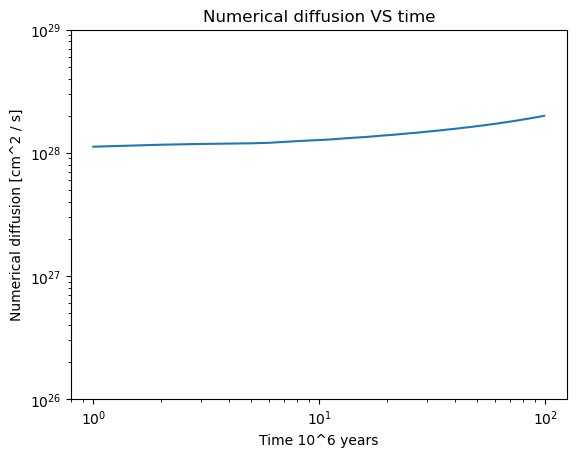 Numerical diffusion VS time
Numerical diffusion [cm^2 / s]
10^29
10^28
10^27
10^26
10^0
10^1
10^2
Time 10^6 years